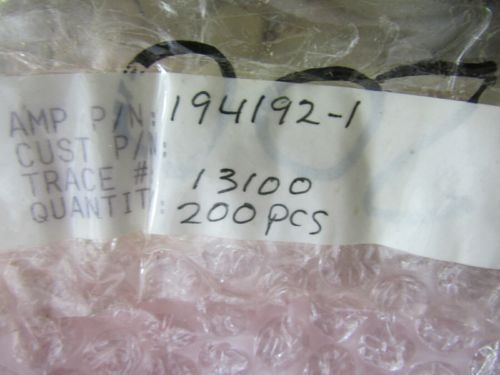 AMP P/N: 194192-1
CUST P/N:
TRACE #: 13100
QUANTIT: 200 pcs